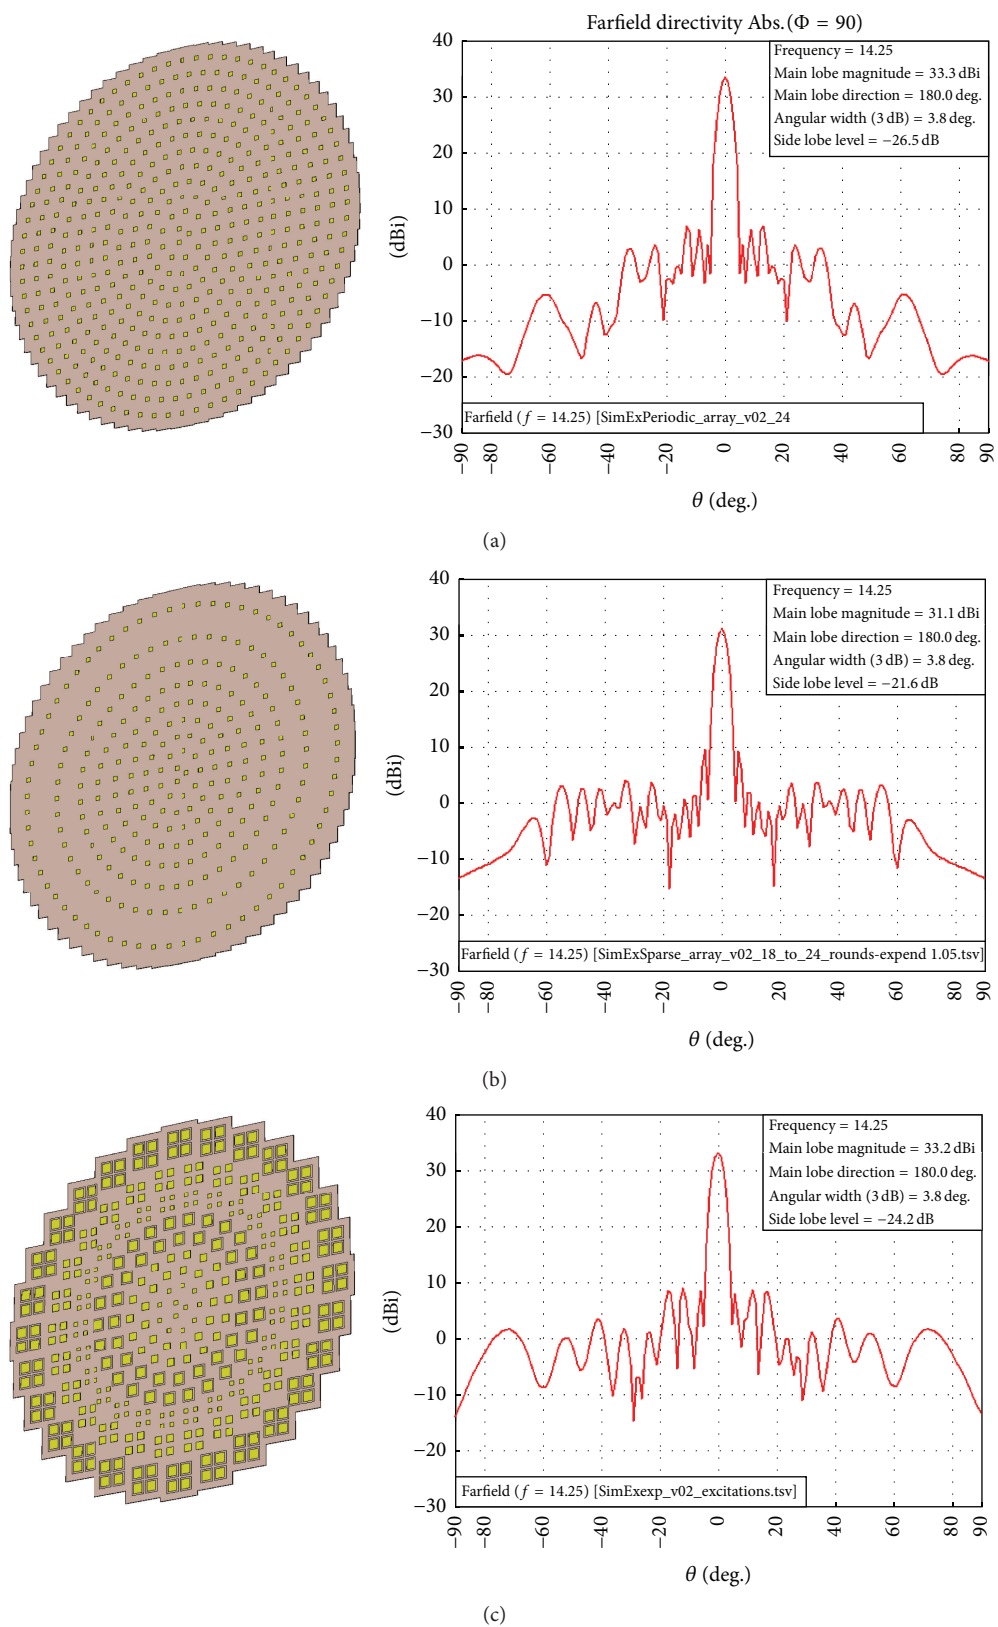 Farfield directivity Abs. (Φ = 90)
40
30
20
10
0
−10
−20
−30
(dBi)
Frequency = 14.25
Main lobe magnitude = 33.3 dBi
Main lobe direction = 180.0 deg.
Angular width (3 dB) = 3.8 deg.
Side lobe level = −26.5 dB
Farfield (f = 14.25) [SimExPeriodic_array_v02_24
−90 −80 −60 −40 −20 0 20 40 60 80 90
θ (deg.)
(a)
40
30
20
10
0
−10
−20
−30
(dBi)
Frequency = 14.25
Main lobe magnitude = 31.1 dBi
Main lobe direction = 180.0 deg.
Angular width (3 dB) = 3.8 deg.
Side lobe level = −21.6 dB
Farfield (f = 14.25) [SimExSparse_array_v02_18_to_24_rounds-expend 1.05.tsv]
−90 −80 −60 −40 −20 0 20 40 60 80 90
θ (deg.)
(b)
40
30
20
10
0
−10
−20
−30
(dBi)
Frequency = 14.25
Main lobe magnitude = 33.2 dBi
Main lobe direction = 180.0 deg.
Angular width (3 dB) = 3.8 deg.
Side lobe level = −24.2 dB
Farfield (f = 14.25) [SimExexp_v02_excitations.tsv]
−90 −80 −60 −40 −20 0 20 40 60 80 90
θ (deg.)
(c)